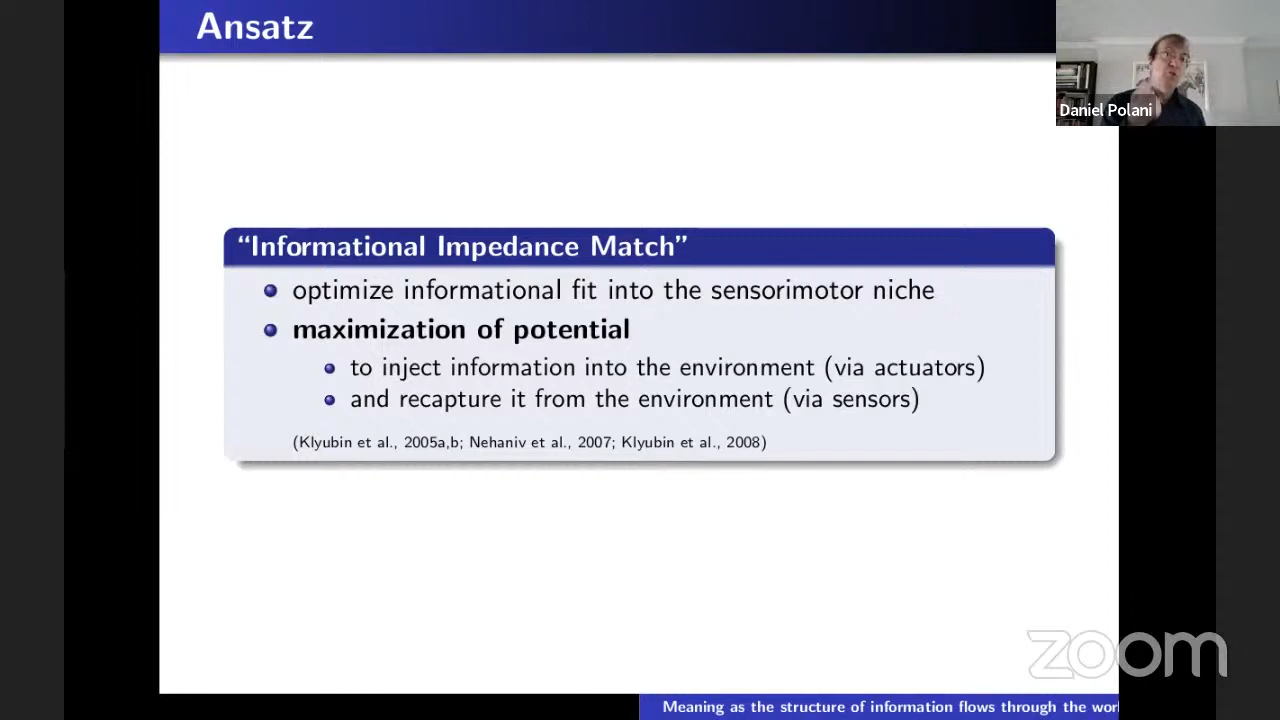 Ansatz
Daniel Polani
“Informational Impedance Match”
optimize informational fit into the sensorimotor niche
maximization of potential
to inject information into the environment (via actuators)
and recapture it from the environment (via sensors)
(Klyubin et al., 2005a,b; Nehaniv et al., 2007; Klyubin et al., 2008)
zoom
Meaning as the structure of information flows through the wor